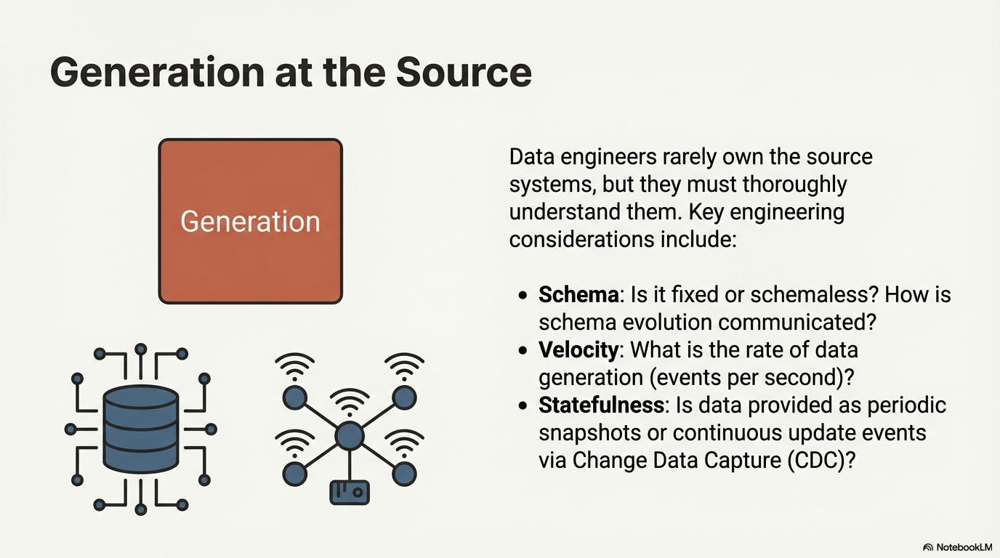 Generation at the Source
Generation
Data engineers rarely own the source
systems, but they must thoroughly
understand them. Key engineering
considerations include:
• Schema: Is it fixed or schemaless? How is
schema evolution communicated?
• Velocity: What is the rate of data
generation (events per second)?
• Statefulness: Is data provided as periodic
snapshots or continuous update events
via Change Data Capture (CDC)?
NotebookLM